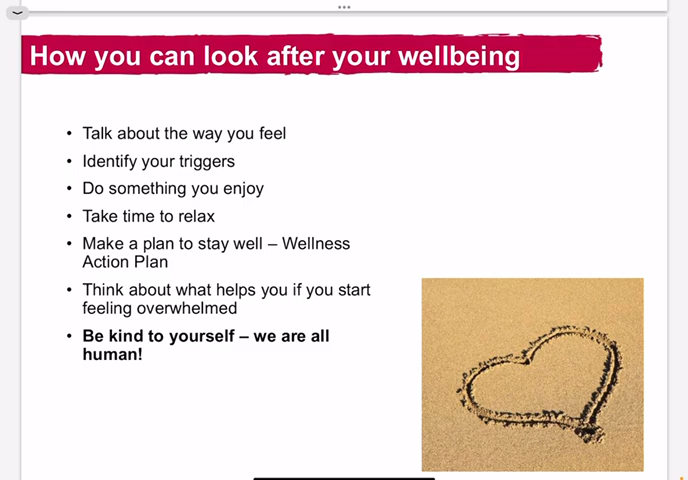 How you can look after your wellbeing
• Talk about the way you feel
• Identify your triggers
• Do something you enjoy
• Take time to relax
• Make a plan to stay well – Wellness
Action Plan
• Think about what helps you if you start
feeling overwhelmed
• Be kind to yourself – we are all
human!